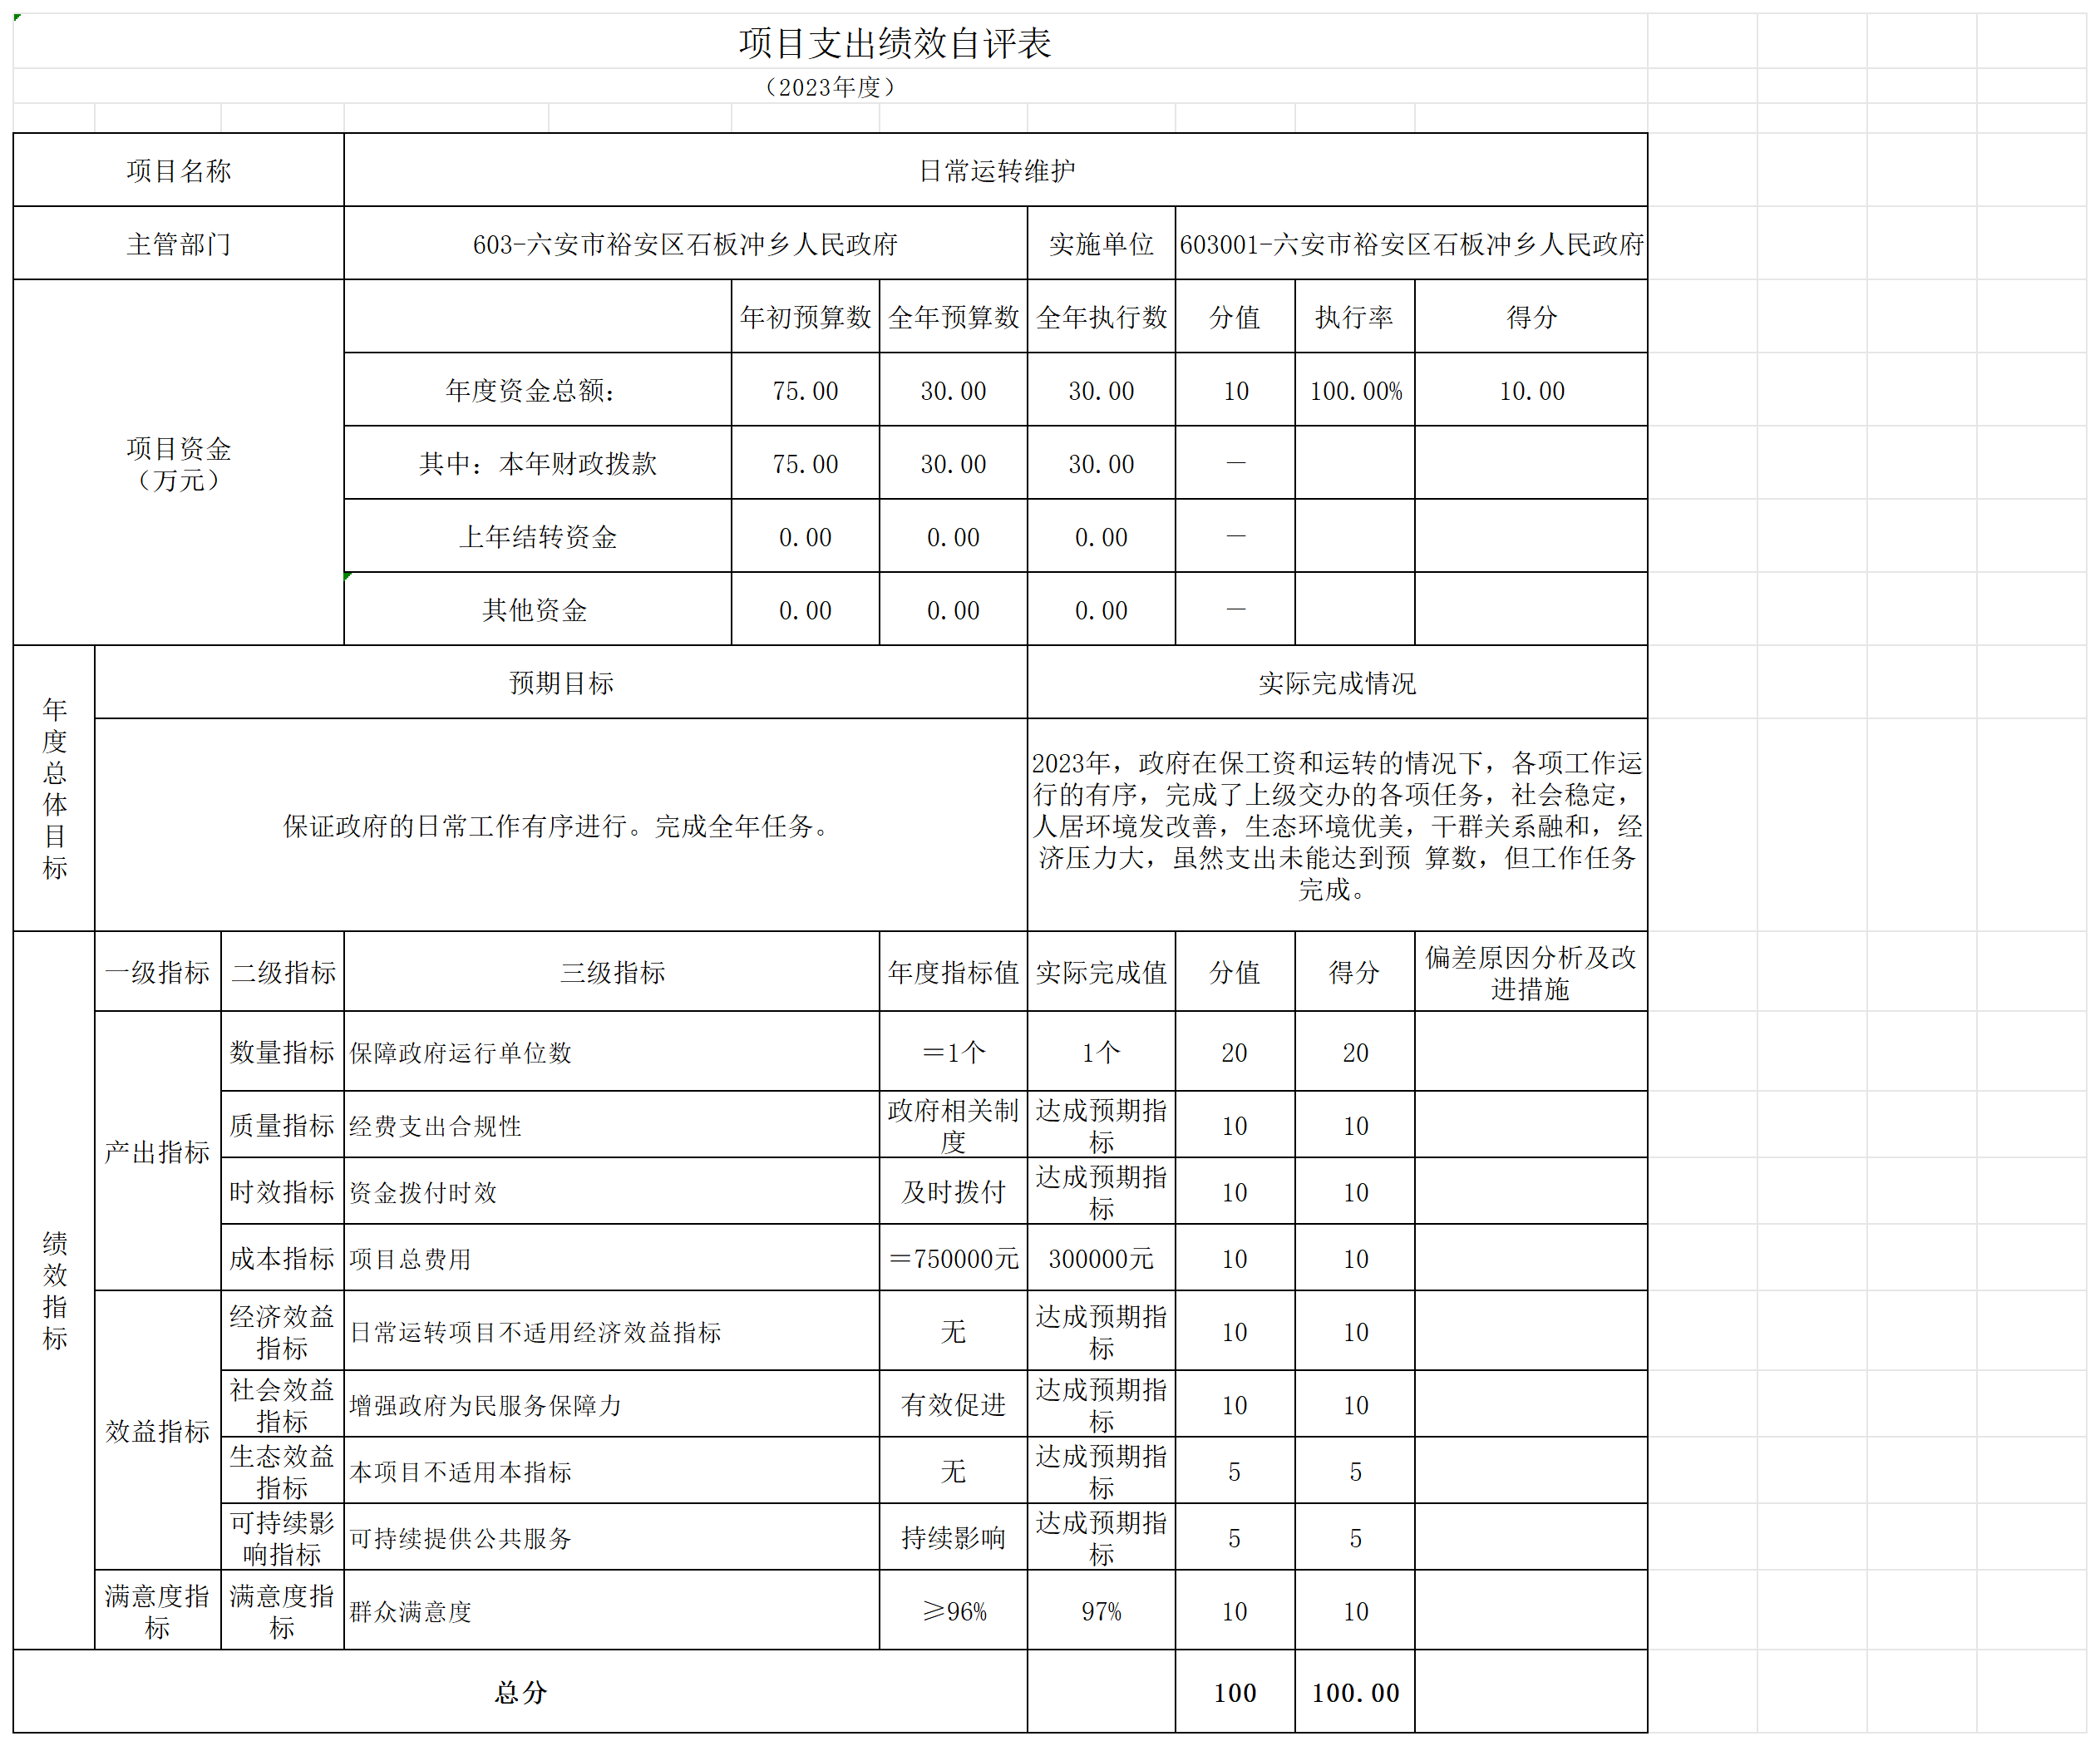 项目支出绩效自评表
（2023年度）
项目名称 日常运转维护
主管部门 603-六安市裕安区石板冲乡人民政府 实施单位 603001-六安市裕安区石板冲乡人民政府
项目资金
（万元）
年初预算数 全年预算数 全年执行数 分值 执行率 得分
年度资金总额： 75.00 30.00 30.00 10 100.00% 10.00
其中：本年财政拨款 75.00 30.00 30.00 －
上年结转资金 0.00 0.00 0.00 －
其他资金 0.00 0.00 0.00 －
年度总体目标
预期目标 实际完成情况
保证政府的日常工作有序进行。完成全年任务。
2023年，政府在保工资和运转的情况下，各项工作运
行的有序，完成了上级交办的各项任务，社会稳定，
人居环境发改善，生态环境优美，干群关系融和，经
济压力大，虽然支出未能达到预 算数，但工作任务
完成。
绩效指标
一级指标 二级指标 三级指标 年度指标值 实际完成值 分值 得分 偏差原因分析及改
进措施
产出指标
数量指标 保障政府运行单位数 ＝1个 1个 20 20
质量指标 经费支出合规性 政府相关制
度 达成预期指
标 10 10
时效指标 资金拨付时效 及时拨付 达成预期指
标 10 10
成本指标 项目总费用 ＝750000元 300000元 10 10
效益指标
经济效益
指标 日常运转项目不适用经济效益指标 无 达成预期指
标 10 10
社会效益
指标 增强政府为民服务保障力 有效促进 达成预期指
标 10 10
生态效益
指标 本项目不适用本指标 无 达成预期指
标 5 5
可持续影
响指标 可持续提供公共服务 持续影响 达成预期指
标 5 5
满意度指
标 满意度指
标 群众满意度 ≥96% 97% 10 10
总分 100 100.00